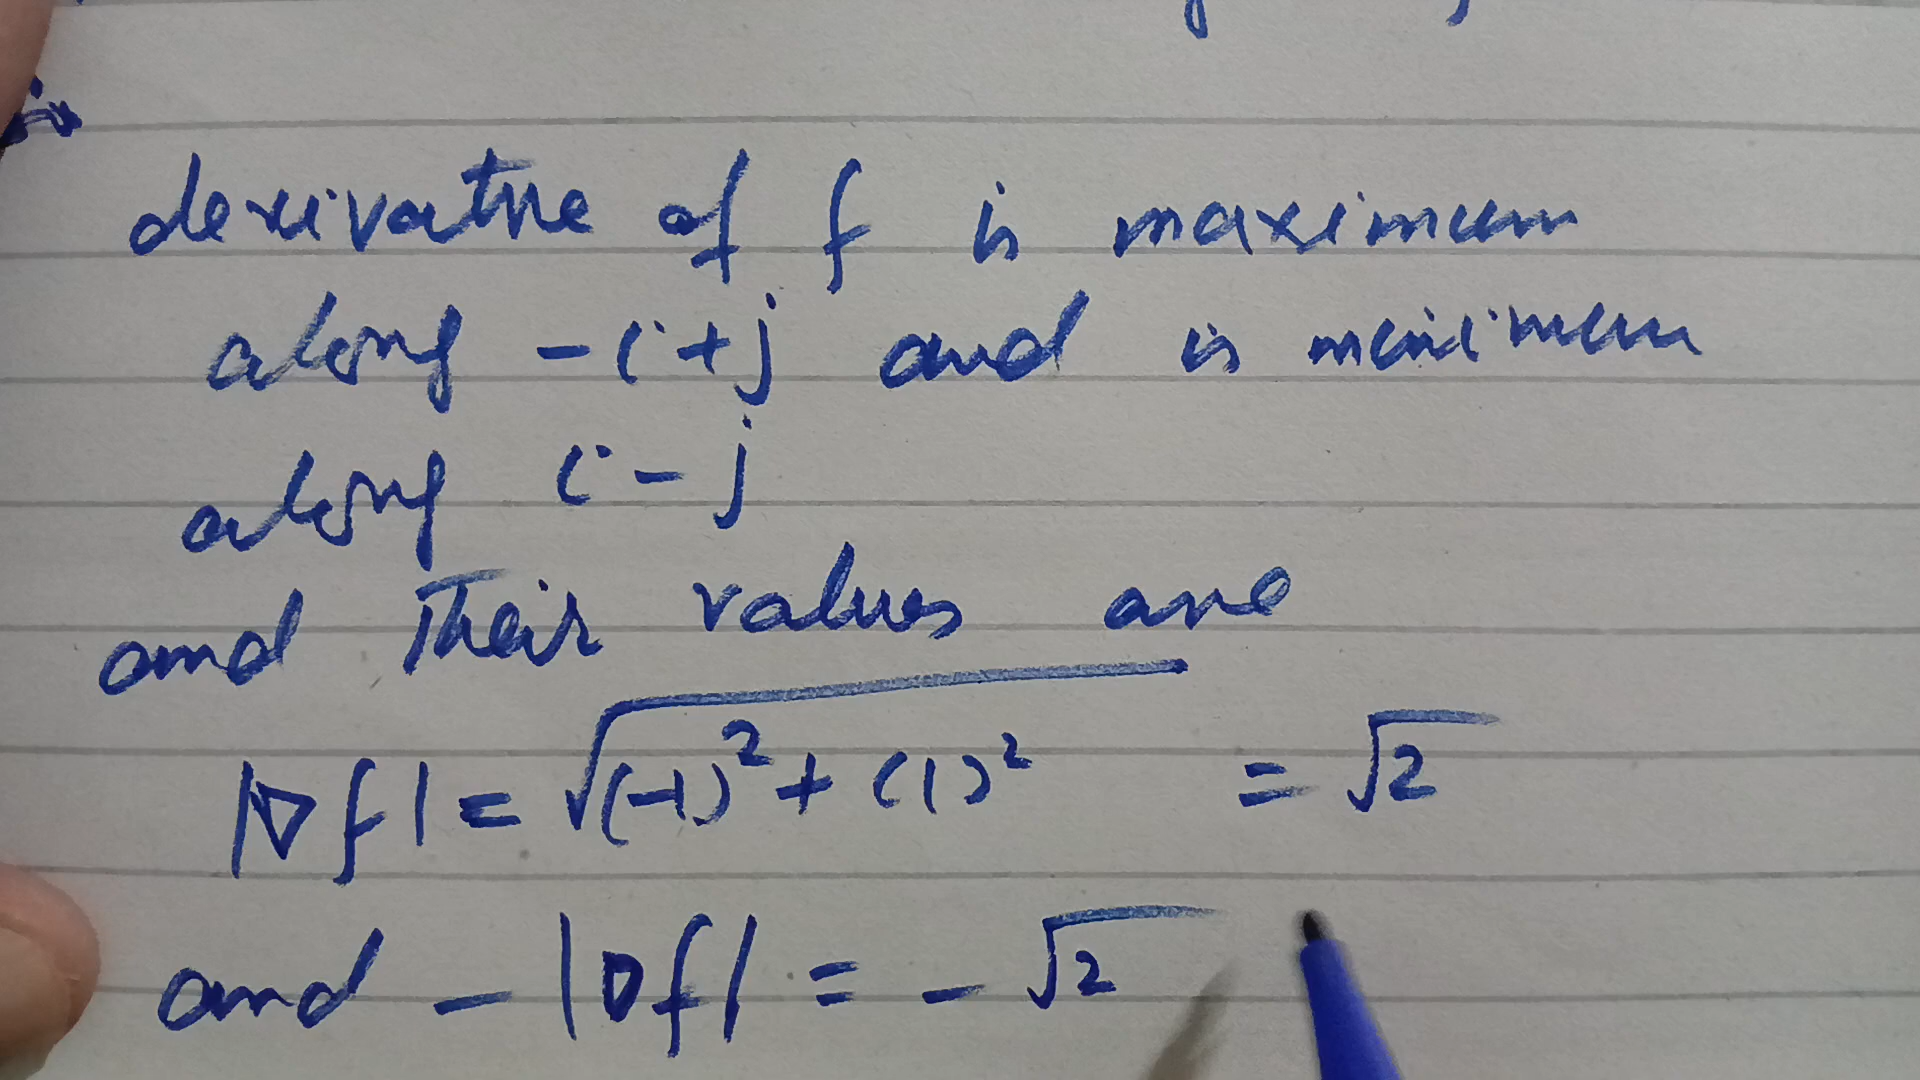 derivative of f is maximum
along -i+j and is minimum
along i-j
and Their values are
|∇f| = √(-1)² + (1)² = √2
and - |∇f| = - √2